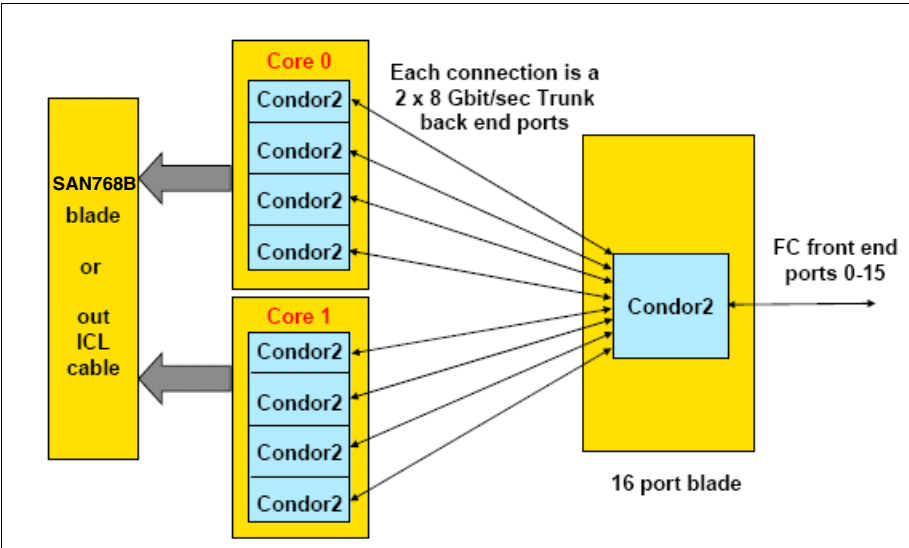 SAN768B
blade
or
out
ICL
cable
Core 0
Condor2
Condor2
Condor2
Condor2
Core 1
Condor2
Condor2
Condor2
Condor2
Each connection is a
2 x 8 Gbit/sec Trunk
back end ports
Condor2
16 port blade
FC front end
ports 0-15